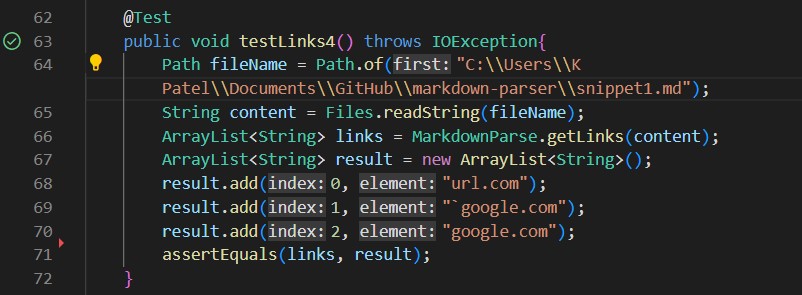 62 @Test
63 public void testLinks4() throws IOException{
64 Path fileName = Path.of(first: "C:\\Users\\K
Patel\\Documents\\GitHub\\markdown-parser\\snippet1.md");
65 String content = Files.readString(fileName);
66 ArrayList<String> links = MarkdownParse.getLinks(content);
67 ArrayList<String> result = new ArrayList<String>();
68 result.add(index: 0, element: "url.com");
69 result.add(index: 1, element: "`google.com");
70 result.add(index: 2, element: "google.com");
71 assertEquals(links, result);
72 }